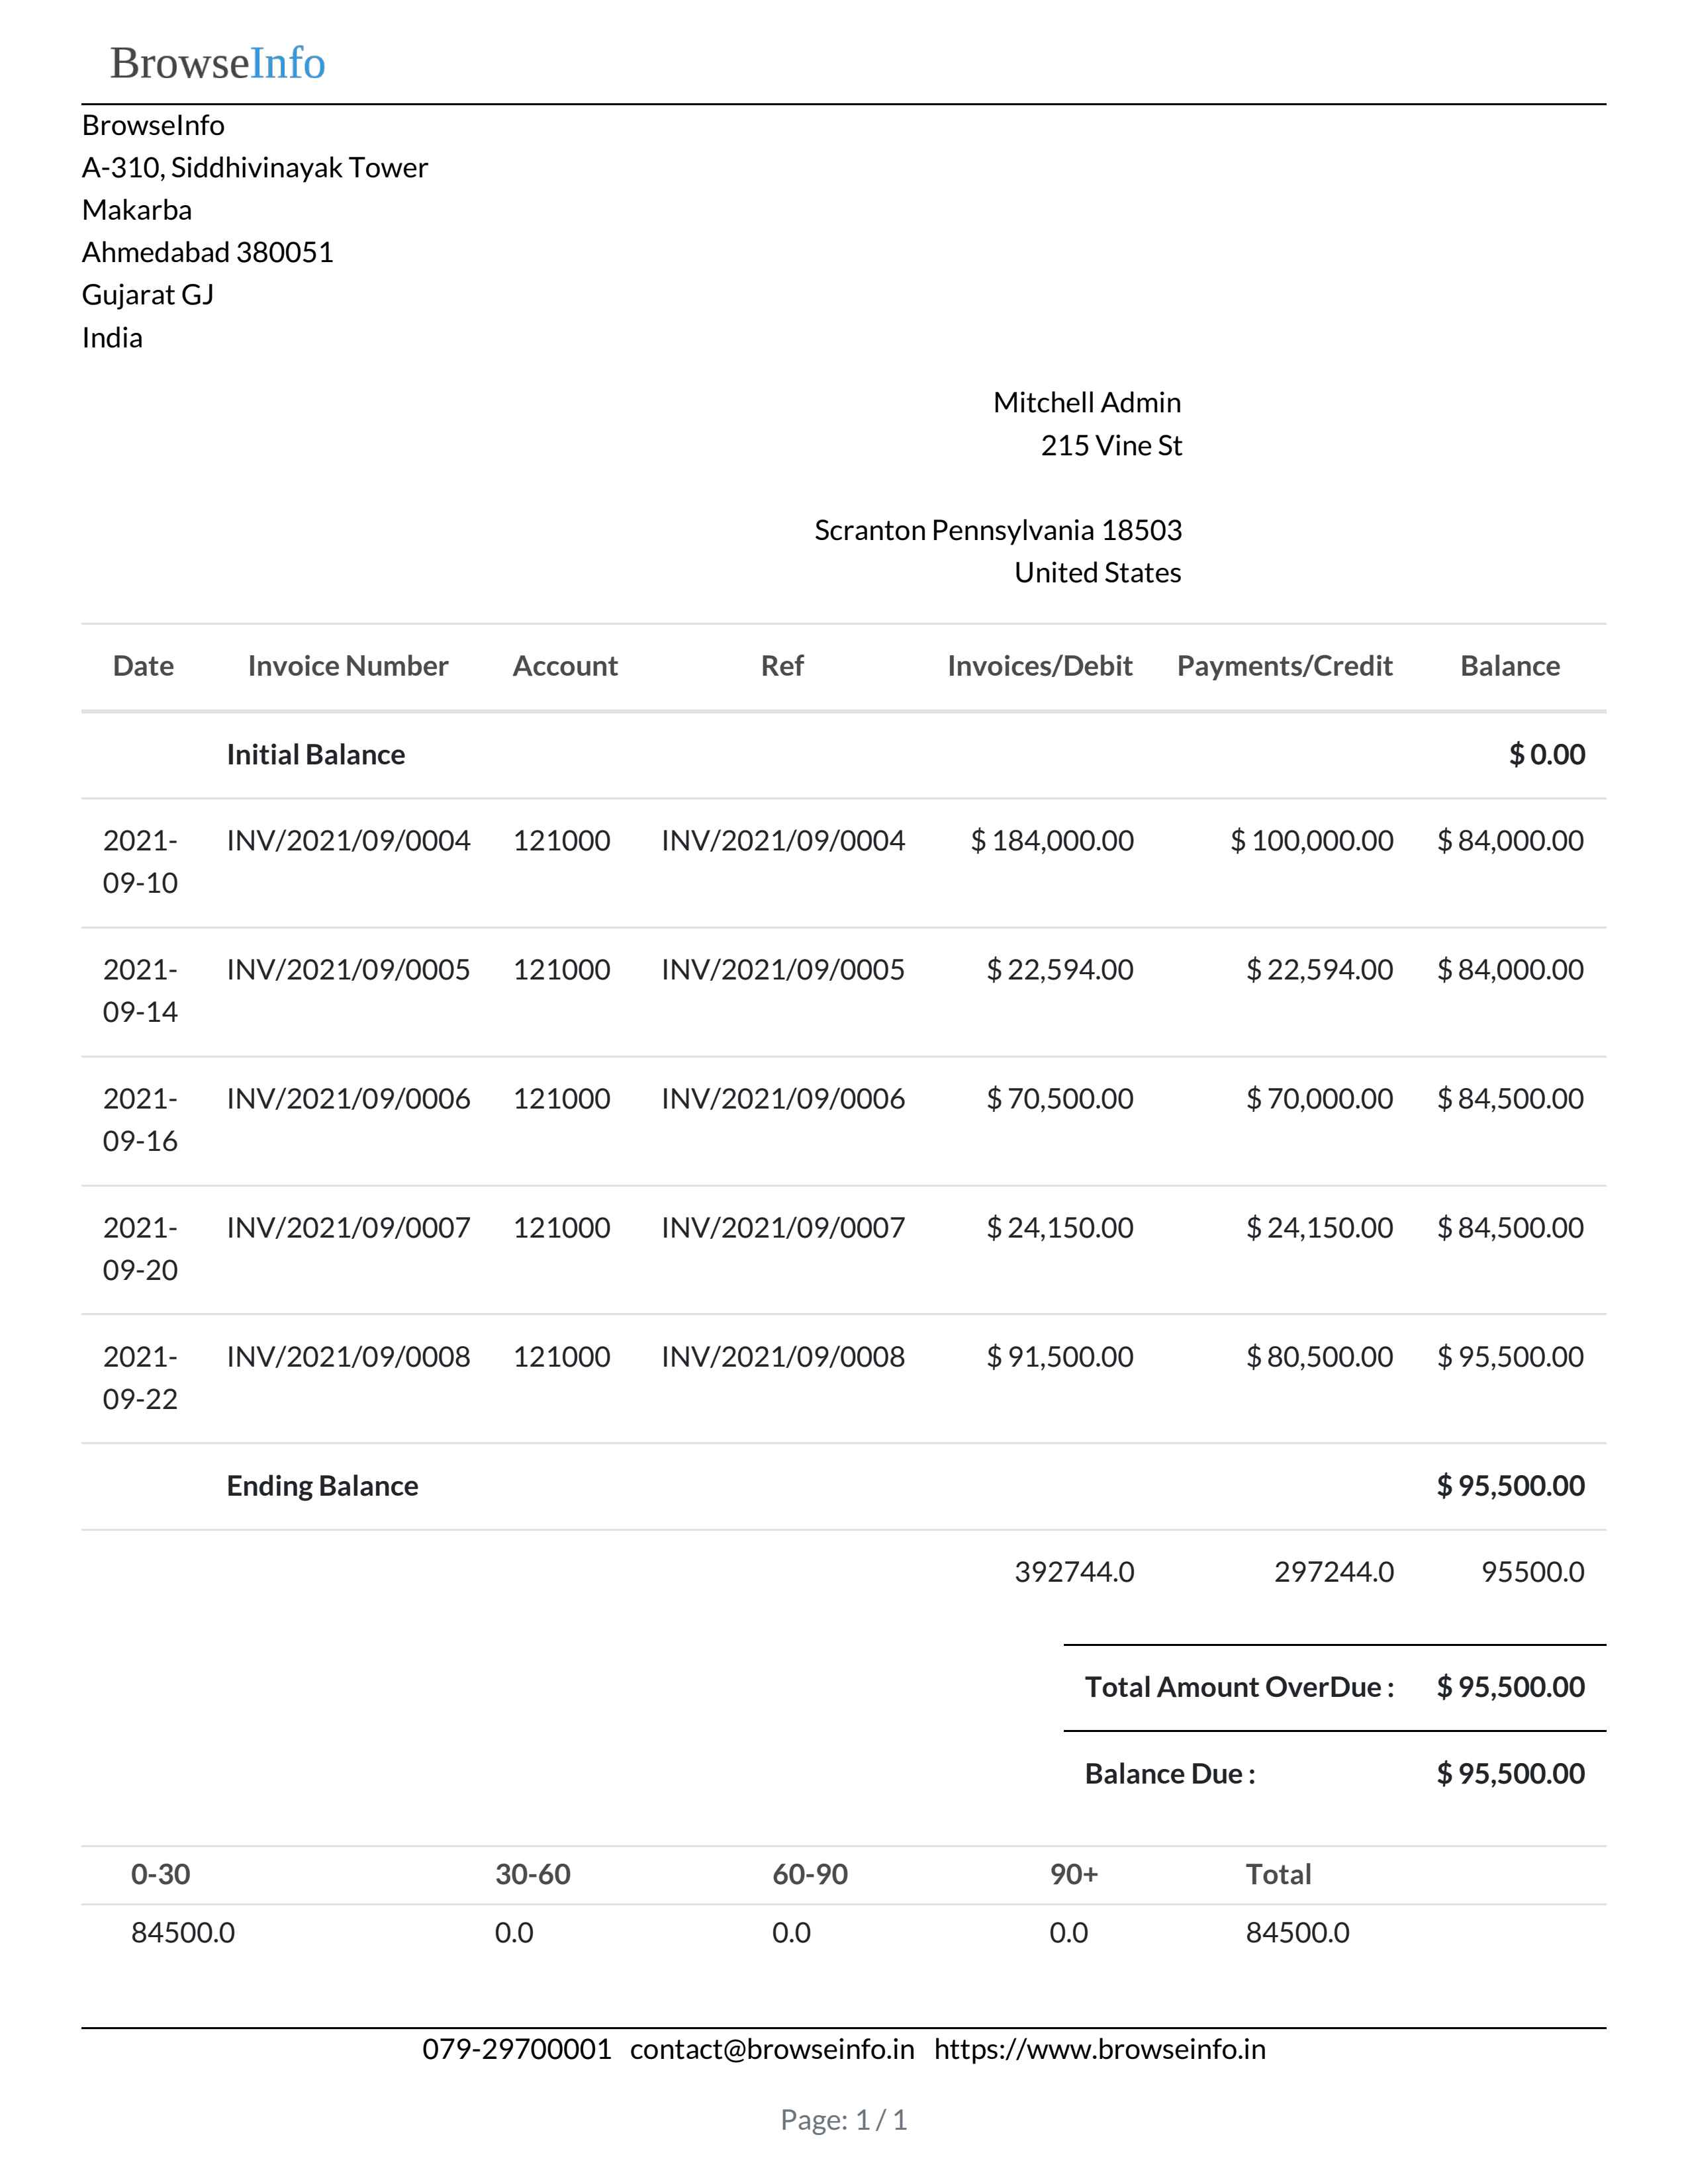 BrowseInfo
BrowseInfo
A-310, Siddhivinayak Tower
Makarba
Ahmedabad 380051
Gujarat GJ
India
Mitchell Admin
215 Vine St
Scranton Pennsylvania 18503
United States
Date Invoice Number Account Ref Invoices/Debit Payments/Credit Balance
Initial Balance $ 0.00
2021- INV/2021/09/0004 121000 INV/2021/09/0004 $ 184,000.00 $ 100,000.00 $ 84,000.00
09-10
2021- INV/2021/09/0005 121000 INV/2021/09/0005 $ 22,594.00 $ 22,594.00 $ 84,000.00
09-14
2021- INV/2021/09/0006 121000 INV/2021/09/0006 $ 70,500.00 $ 70,000.00 $ 84,500.00
09-16
2021- INV/2021/09/0007 121000 INV/2021/09/0007 $ 24,150.00 $ 24,150.00 $ 84,500.00
09-20
2021- INV/2021/09/0008 121000 INV/2021/09/0008 $ 91,500.00 $ 80,500.00 $ 95,500.00
09-22
Ending Balance $ 95,500.00
392744.0 297244.0 95500.0
Total Amount OverDue : $ 95,500.00
Balance Due : $ 95,500.00
0-30 30-60 60-90 90+ Total
84500.0 0.0 0.0 0.0 84500.0
079-29700001 contact@browseinfo.in https://www.browseinfo.in
Page: 1 / 1